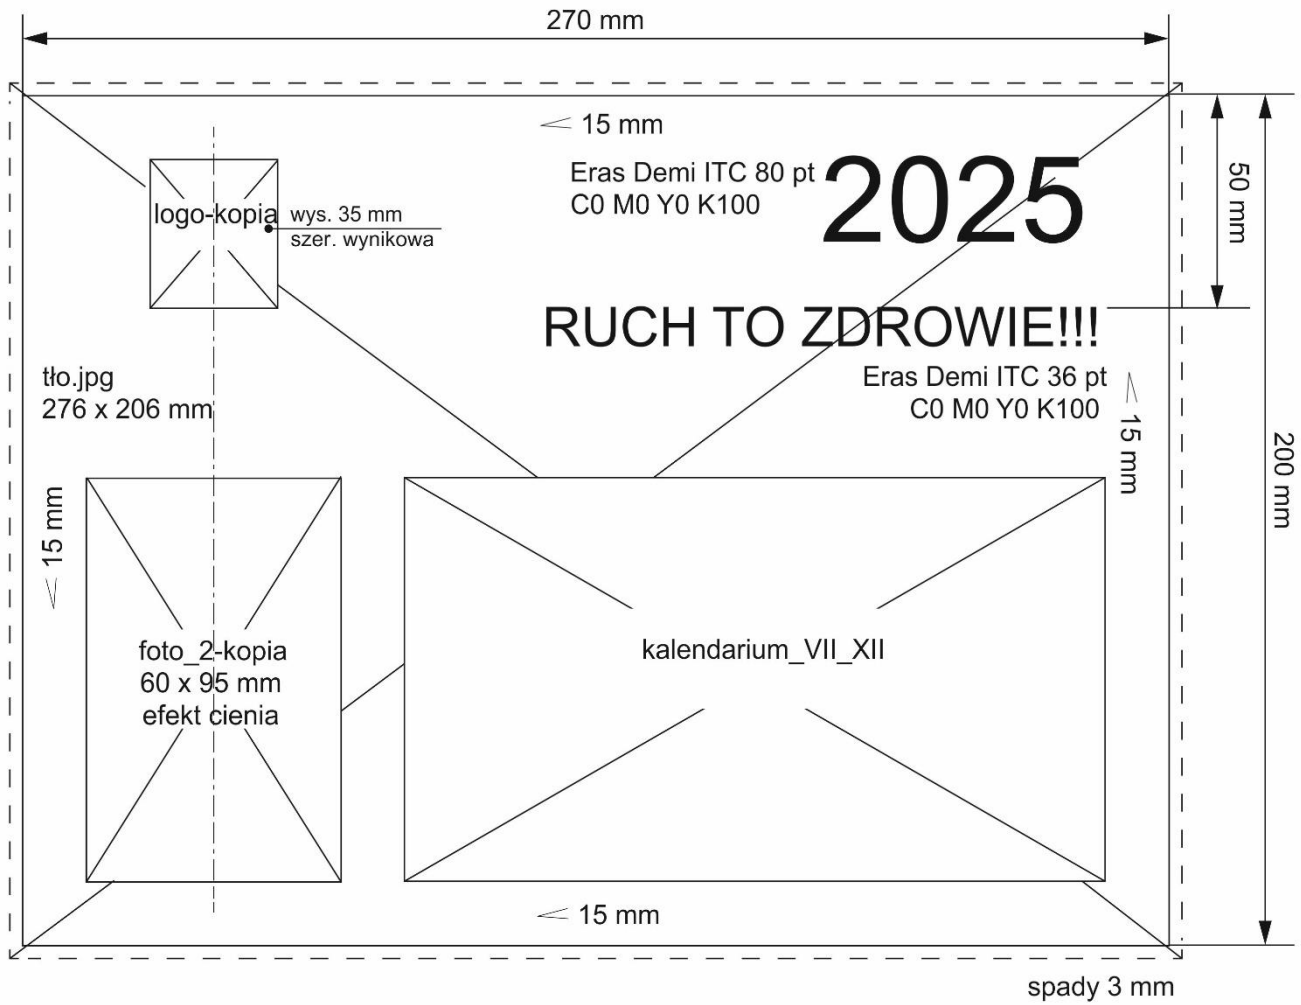 270 mm
< 15 mm
Eras Demi ITC 80 pt
C0 M0 Y0 K100
2025
50 mm
logo-kopia
wys. 35 mm
szer. wynikowa
RUCH TO ZDROWIE!!!
Eras Demi ITC 36 pt
C0 M0 Y0 K100
tło.jpg
276 x 206 mm
< 15 mm
200 mm
< 15 mm
foto_2-kopia
60 x 95 mm
efekt cienia
kalendarium_VII_XII
< 15 mm
spady 3 mm